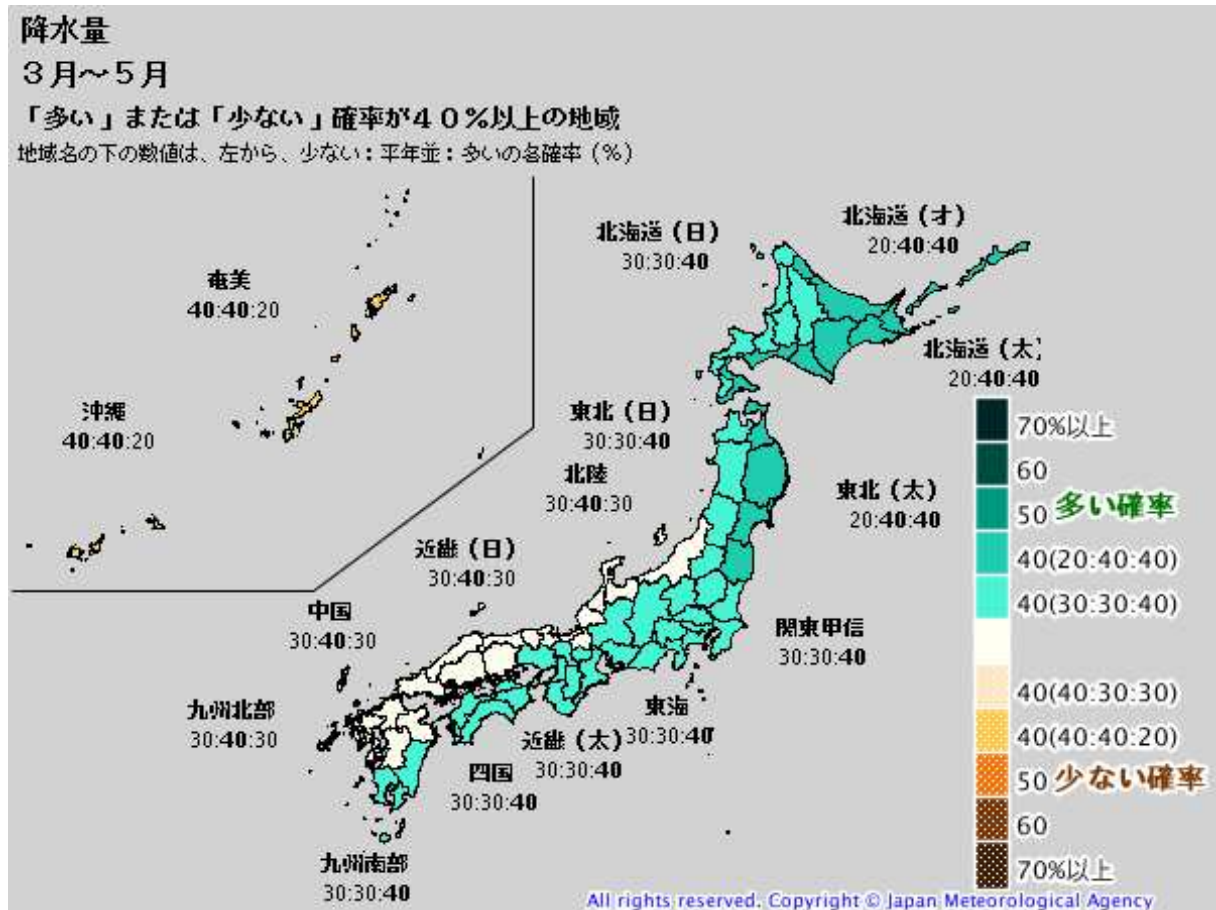 降水量
３月～５月
「多い」または「少ない」確率が４０％以上の地域
地域名の下の数値は、左から、少ない：平年並：多いの各確率（％）
北海道（オ）
20:40:40
北海道（日）
30:30:40
奄美
40:40:20
北海道（太）
20:40:40
沖縄
40:40:20
東北（日）
30:30:40
北陸
30:40:30
東北（太）
20:40:40
近畿（日）
30:40:30
中国
30:40:30
関東甲信
30:30:40
九州北部
30:40:30
東海
30:30:40
近畿（太）
30:30:40
四国
30:30:40
九州南部
30:30:40
70%以上
60
50 多い確率
40(20:40:40)
40(30:30:40)
40(40:30:30)
40(40:40:20)
50 少ない確率
60
70%以上
All rights reserved. Copyright © Japan Meteorological Agency